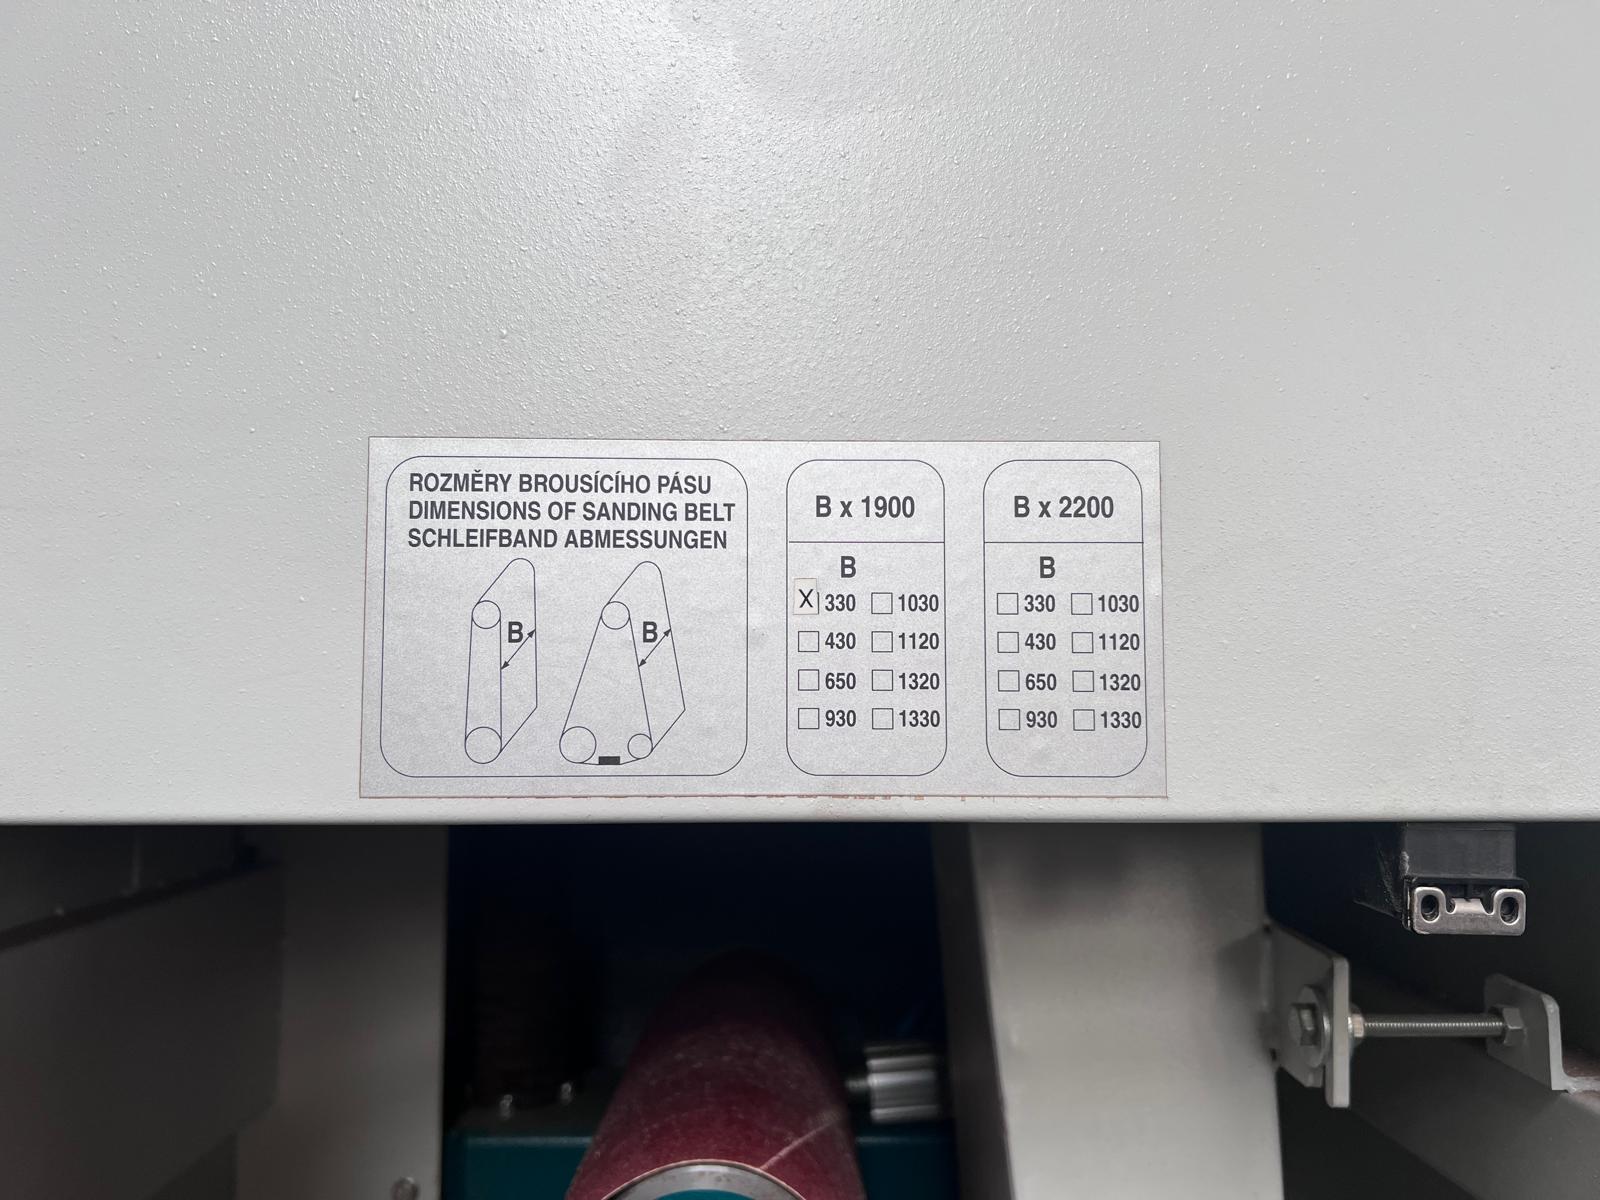 ROZMĚRY BROUSÍCÍHO PÁSU
DIMENSIONS OF SANDING BELT
SCHLEIFBAND ABMESSUNGEN
B
B
B x 1900
B
X 330 1030
430 1120
650 1320
930 1330
B x 2200
B
330 1030
430 1120
650 1320
930 1330